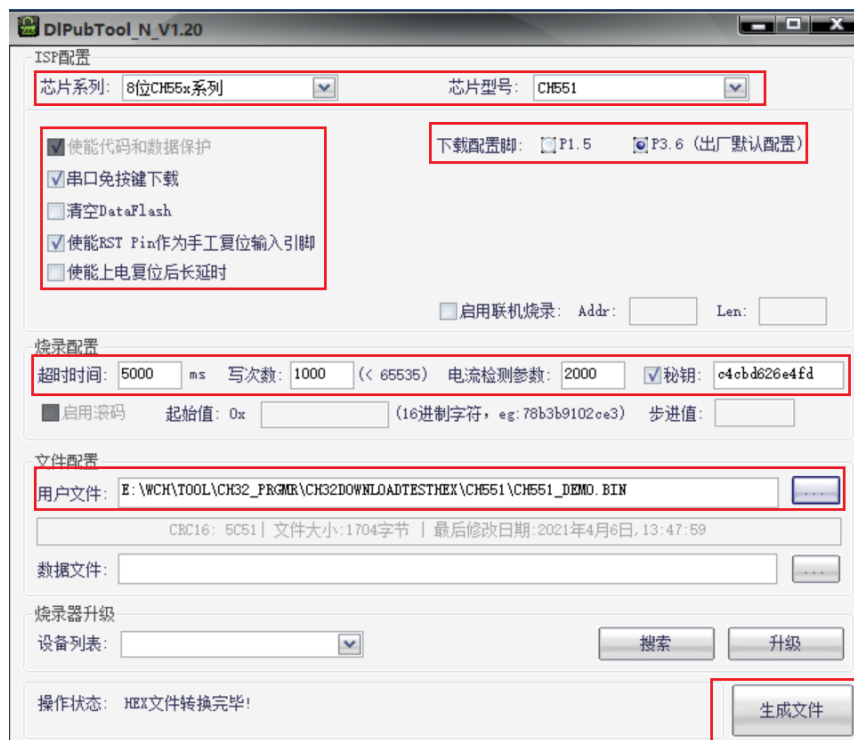 DlPubTool_N_V1.20
ISP配置
芯片系列: 8位CH55x系列 芯片型号: CH551
使能代码和数据保护 下载配置脚: P1.5 P3.6 (出厂默认配置)
串口免按键下载
清空DataFlash
使能RST Pin作为手工复位输入引脚
使能上电复位后长延时
启用联机烧录: Addr: Len:
烧录配置
超时时间: 5000 ms 写次数: 1000 (< 65535) 电流检测参数: 2000 秘钥: c4cbd626e4fd
启用滚码 起始值: 0x (16进制字符, eg:78b3b9102ce3) 步进值:
文件配置
用户文件: E:\WCH\TOOL\CH32_PRGMR\CH32DOWNLOADTESTHEX\CH551\CH551_DEMO.BIN ...
CRC16: 5C51| 文件大小:1704字节 | 最后修改日期:2021年4月6日,13:47:59
数据文件: ...
烧录器升级
设备列表: 搜索 升级
操作状态: HEX文件转换完毕! 生成文件